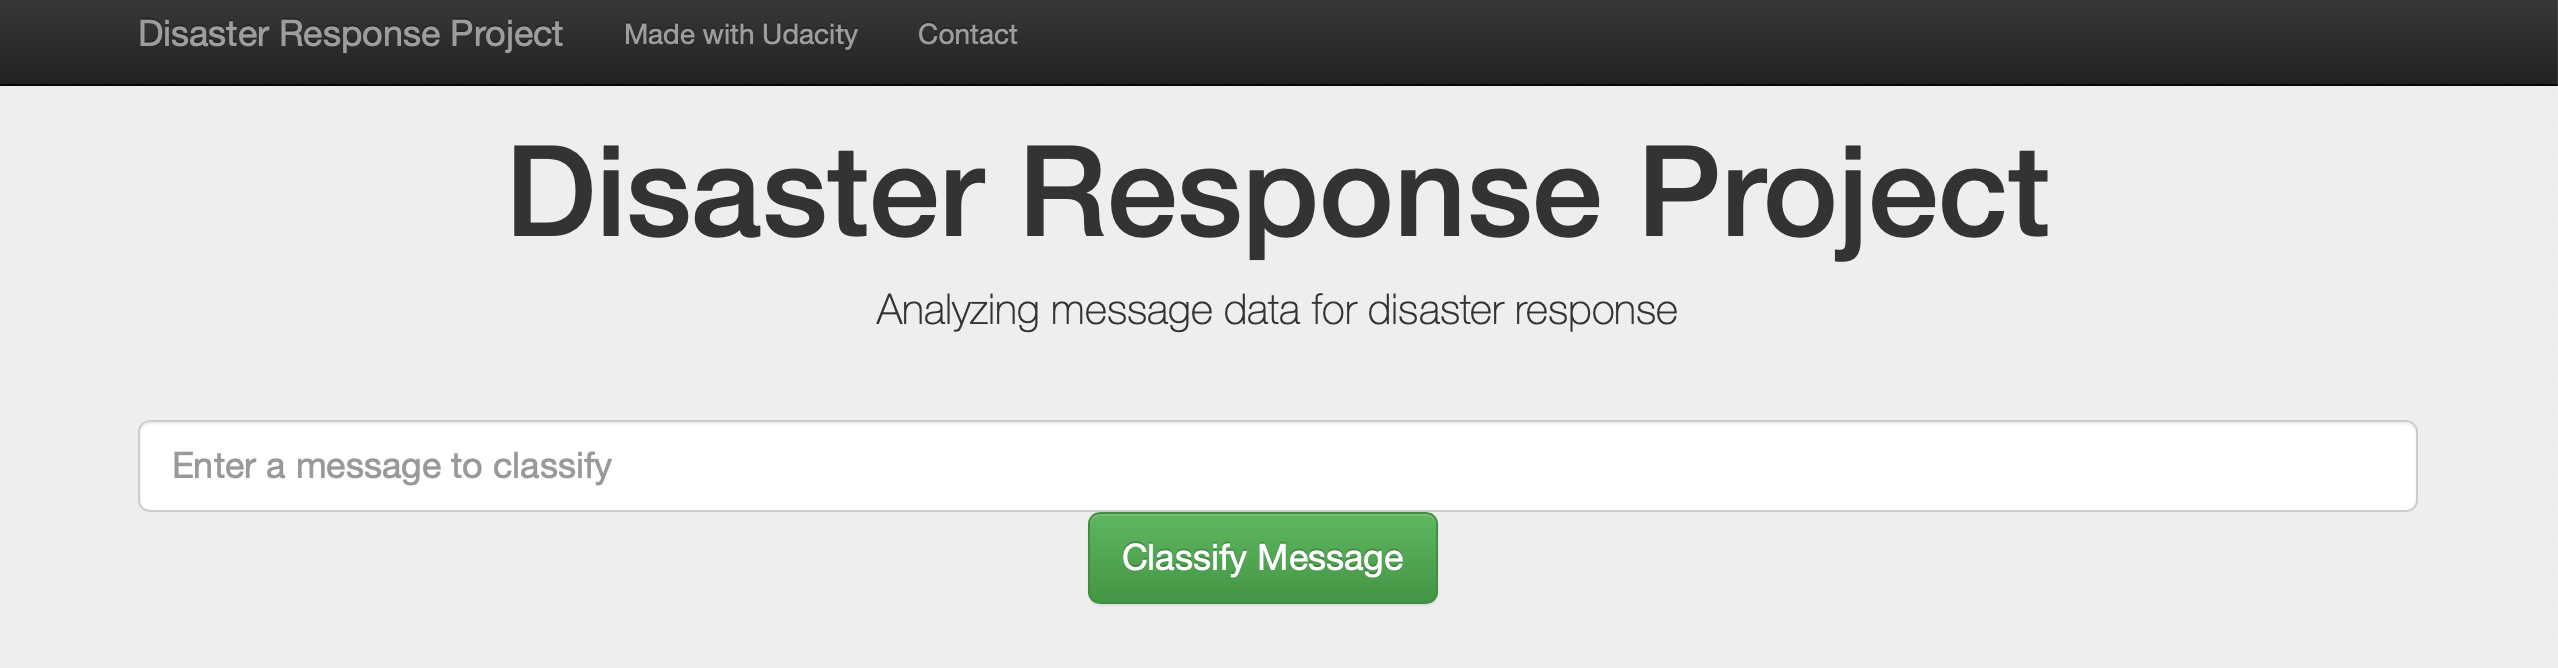 Disaster Response Project Made with Udacity Contact
Disaster Response Project
Analyzing message data for disaster response
Enter a message to classify
Classify Message